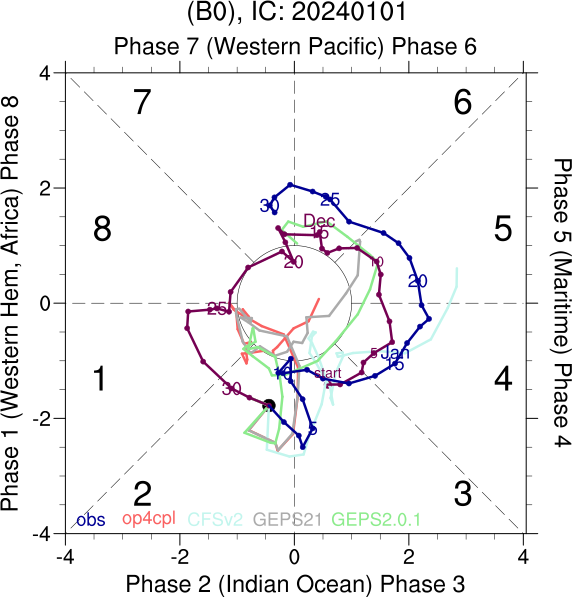 (B0), IC: 20240101
Phase 7 (Western Pacific) Phase 6
4
7
6
Phase 1 (Western Hem, Africa) Phase 8
Phase 5 (Maritime) Phase 4
2
30
25
Dec
15
8
5
20
10
20
0
25
5
Jan
15
10
start
1
4
30
-2
5
2
3
obs
op4cpl
CFSv2
GEPS21
GEPS2.0.1
-4
-4
-2
0
2
4
Phase 2 (Indian Ocean) Phase 3